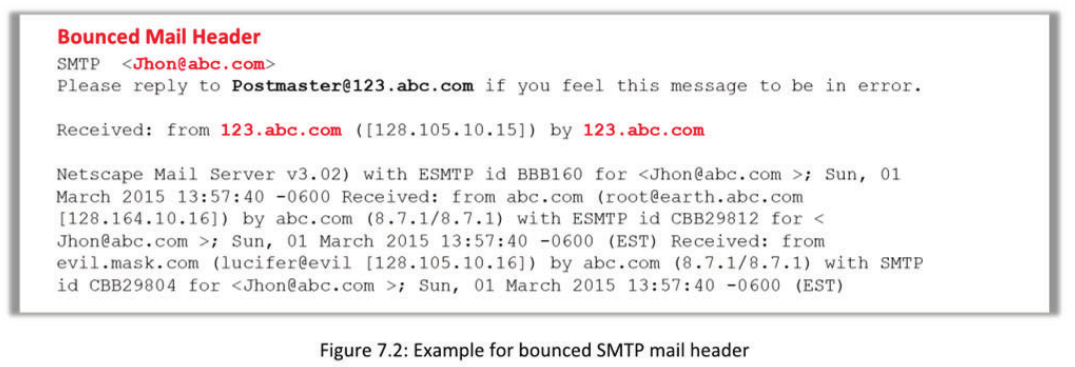 Bounced Mail Header
SMTP <Jhon@abc.com>
Please reply to Postmaster@123.abc.com if you feel this message to be in error.
Received: from 123.abc.com ([128.105.10.15]) by 123.abc.com
Netscape Mail Server v3.02) with ESMTP id BBB160 for <Jhon@abc.com >; Sun, 01
March 2015 13:57:40 -0600 Received: from abc.com (root@earth.abc.com
[128.164.10.16]) by abc.com (8.7.1/8.7.1) with ESMTP id CBB29812 for <
Jhon@abc.com >; Sun, 01 March 2015 13:57:40 -0600 (EST) Received: from
evil.mask.com (lucifer@evil [128.105.10.16]) by abc.com (8.7.1/8.7.1) with SMTP
id CBB29804 for <Jhon@abc.com >; Sun, 01 March 2015 13:57:40 -0600 (EST)
Figure 7.2: Example for bounced SMTP mail header